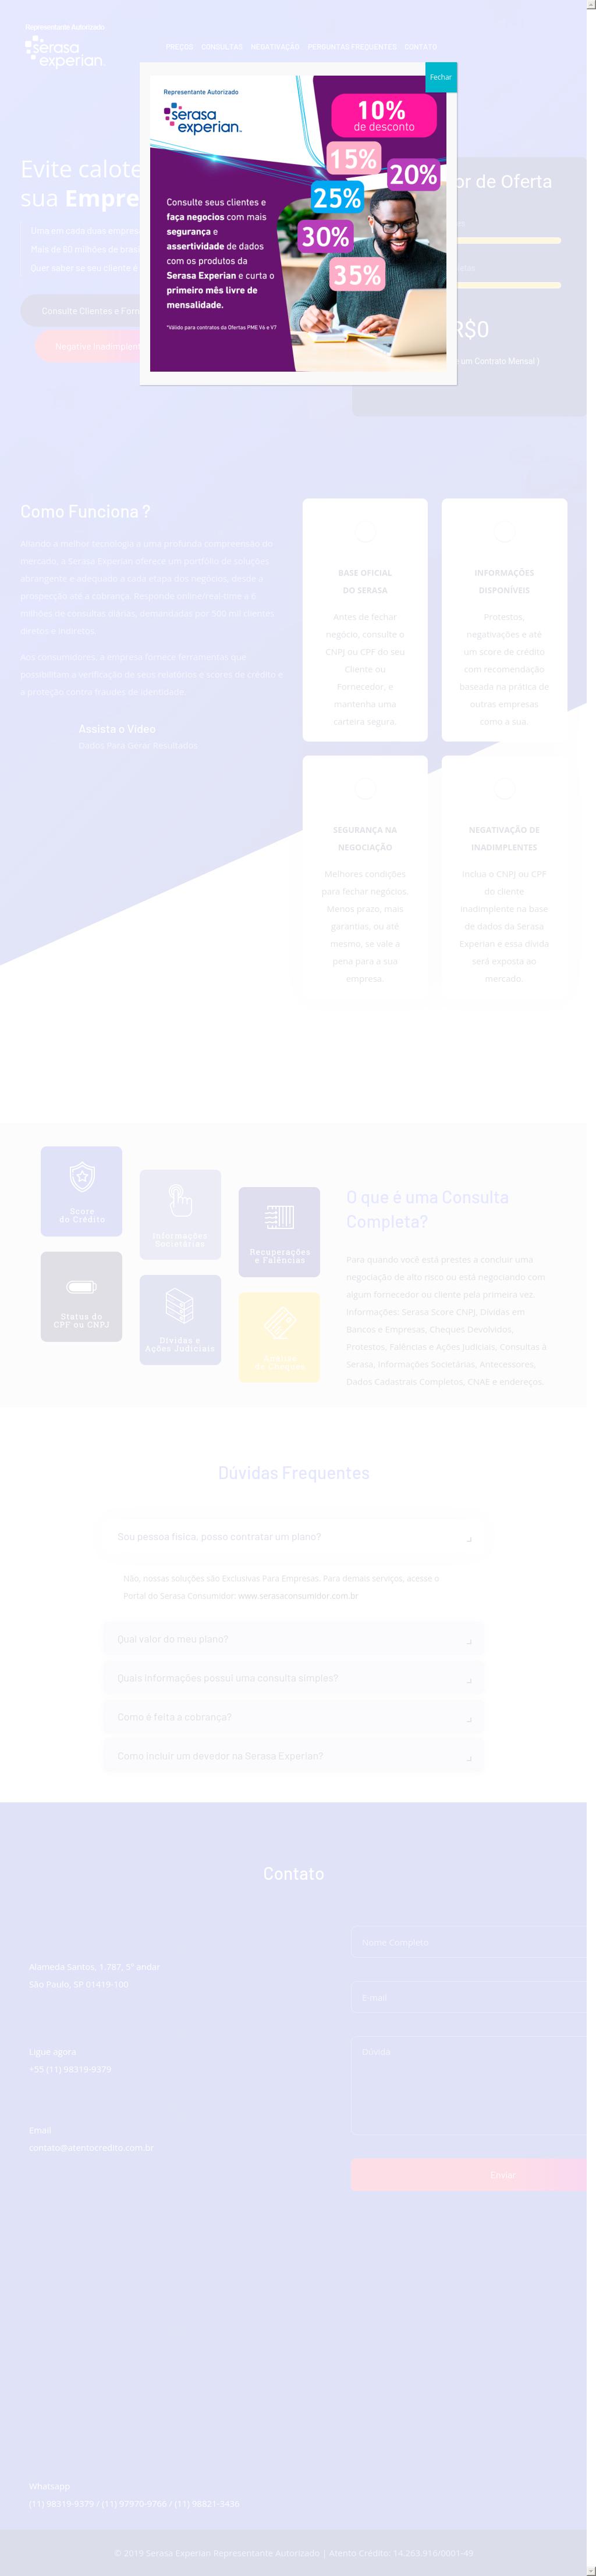 Representante Autorizado
serasa
experian.
PREÇOS CONSULTAS NEGATIVAÇÃO PERGUNTAS FREQUENTES CONTATO
Fechar
Representante Autorizado
serasa
experian.
10%
de desconto
15%
20%
25%
30%
35%
Consulte seus clientes e
faça negócios com mais
segurança e
assertividade de dados
com os produtos da
Serasa Experian e curta o
primeiro mês livre de
mensalidade.
*Válido para contratos da Ofertas PME V6 e V7
Evite calote
sua Empre
Uma em cada duas empres
Mais de 60 milhões de brasi
Quer saber se seu cliente é
Consulte Clientes e Forn
Negative Inadimplent
or de Oferta
R$0
um Contrato Mensal )
Como Funciona ?
Aliando a melhor tecnologia a uma profunda compreensão do
mercado, a Serasa Experian oferece um portfólio de soluções,
abrangente e adequado a cada etapa dos negócios, desde a
prospecção até a cobrança. Responde online/real-time a 6
milhões de consultas diárias, demandadas por 500 mil clientes
diretos e indiretos.
Aos consumidores, a empresa fornece ferramentas que
possibilitam a verificação de seus relatórios e scores de crédito e
a proteção contra fraudes de identidade.
Assista o Vídeo
Dados Para Gerar Resultados
BASE OFICIAL
DO SERASA
Antes de fechar
negócio, consulte o
CNPJ ou CPF do seu
Cliente ou
Fornecedor, e
mantenha uma
carteira segura.
INFORMAÇÕES
DISPONÍVEIS
Protestos,
negativações e até
um score de crédito
com recomendação
baseada na prática de
outras empresas
como a sua.
SEGURANÇA NA
NEGOCIAÇÃO
Melhores condições
para fechar negócios.
Menos prazo, mais
garantias, ou até
mesmo, se vale a
pena para a sua
empresa.
NEGATIVAÇÃO DE
INADIMPLENTES
Inclua o CNPJ ou CPF
do cliente
inadimplente na base
de dados da Serasa
Experian e essa dívida
será exposta ao
mercado.
Score
do Crédito
Informações
Societárias
Recuperações
e Falências
Status do
CPF ou CNPJ
Dívidas e
Ações Judiciais
O que é uma Consulta
Completa?
Para quando você está prestes a concluir uma
negociação de alto risco ou está negociando com
algum fornecedor ou cliente pela primeira vez.
Informações: Serasa Score CNPJ, Dívidas em
Bancos e Empresas, Cheques Devolvidos,
Protestos, Falências e Ações Judiciais, Consultas à
Serasa, Informações Societárias, Antecessores,
Dados Cadastrais Completos, CNAE e endereços.
Dúvidas Frequentes
Sou pessoa física, posso contratar um plano?
Não, nossas soluções são Exclusivas Para Empresas. Para demais serviços, acesse o
Portal do Serasa Consumidor: www.serasaconsumidor.com.br
Qual valor do meu plano?
Quais informações possui uma consulta simples?
Como é feita a cobrança?
Como incluir um devedor na Serasa Experian?
Contato
Alameda Santos, 1.787, 5º andar
São Paulo, SP 01419-100
Ligue agora
+55 (11) 98319-9379
Email
contato@atentocredito.com.br
Nome Completo
E-mail
Dúvida
Enviar
Whatsapp
(11) 98319-9379 / (11) 97970-9768 / (11) 98821-3436
© 2019 Serasa Experian Representante Autorizado | Atento Crédito: 14.263.916/0001-49